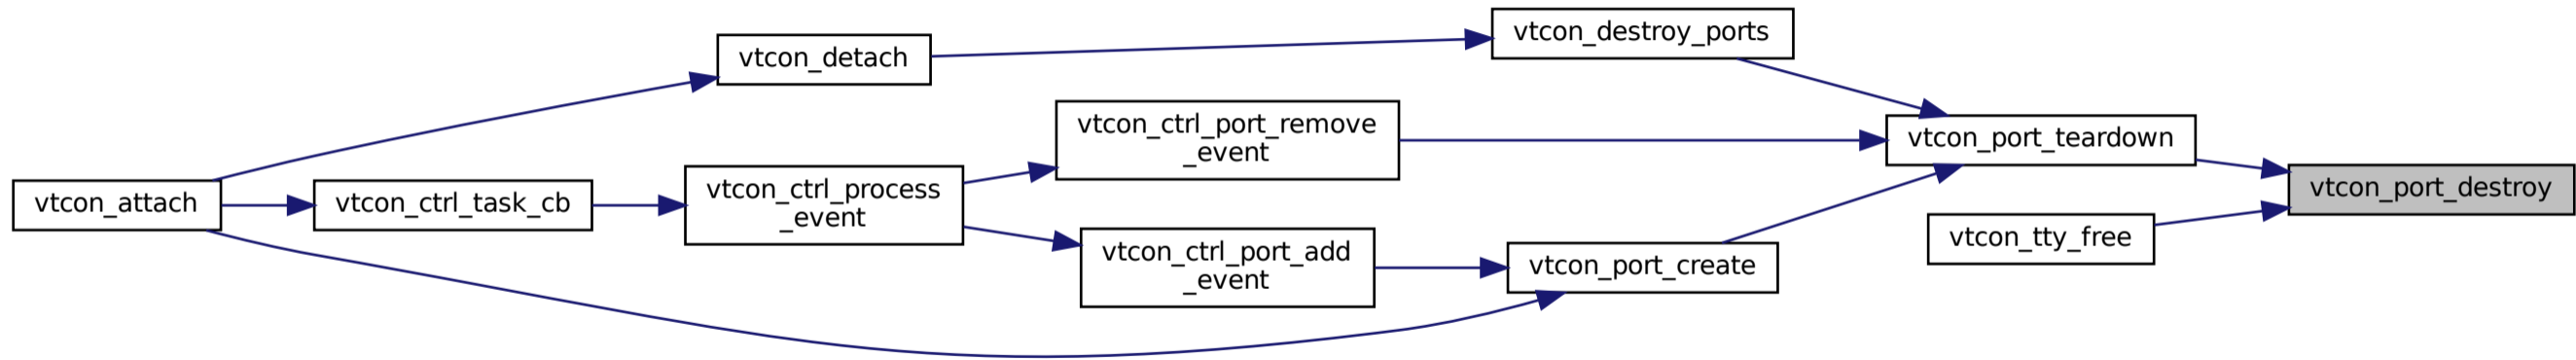 vtcon_destroy_ports
vtcon_detach
vtcon_ctrl_port_remove
_event
vtcon_port_teardown
vtcon_port_destroy
vtcon_attach
vtcon_ctrl_task_cb
vtcon_ctrl_process
_event
vtcon_tty_free
vtcon_ctrl_port_add
_event
vtcon_port_create